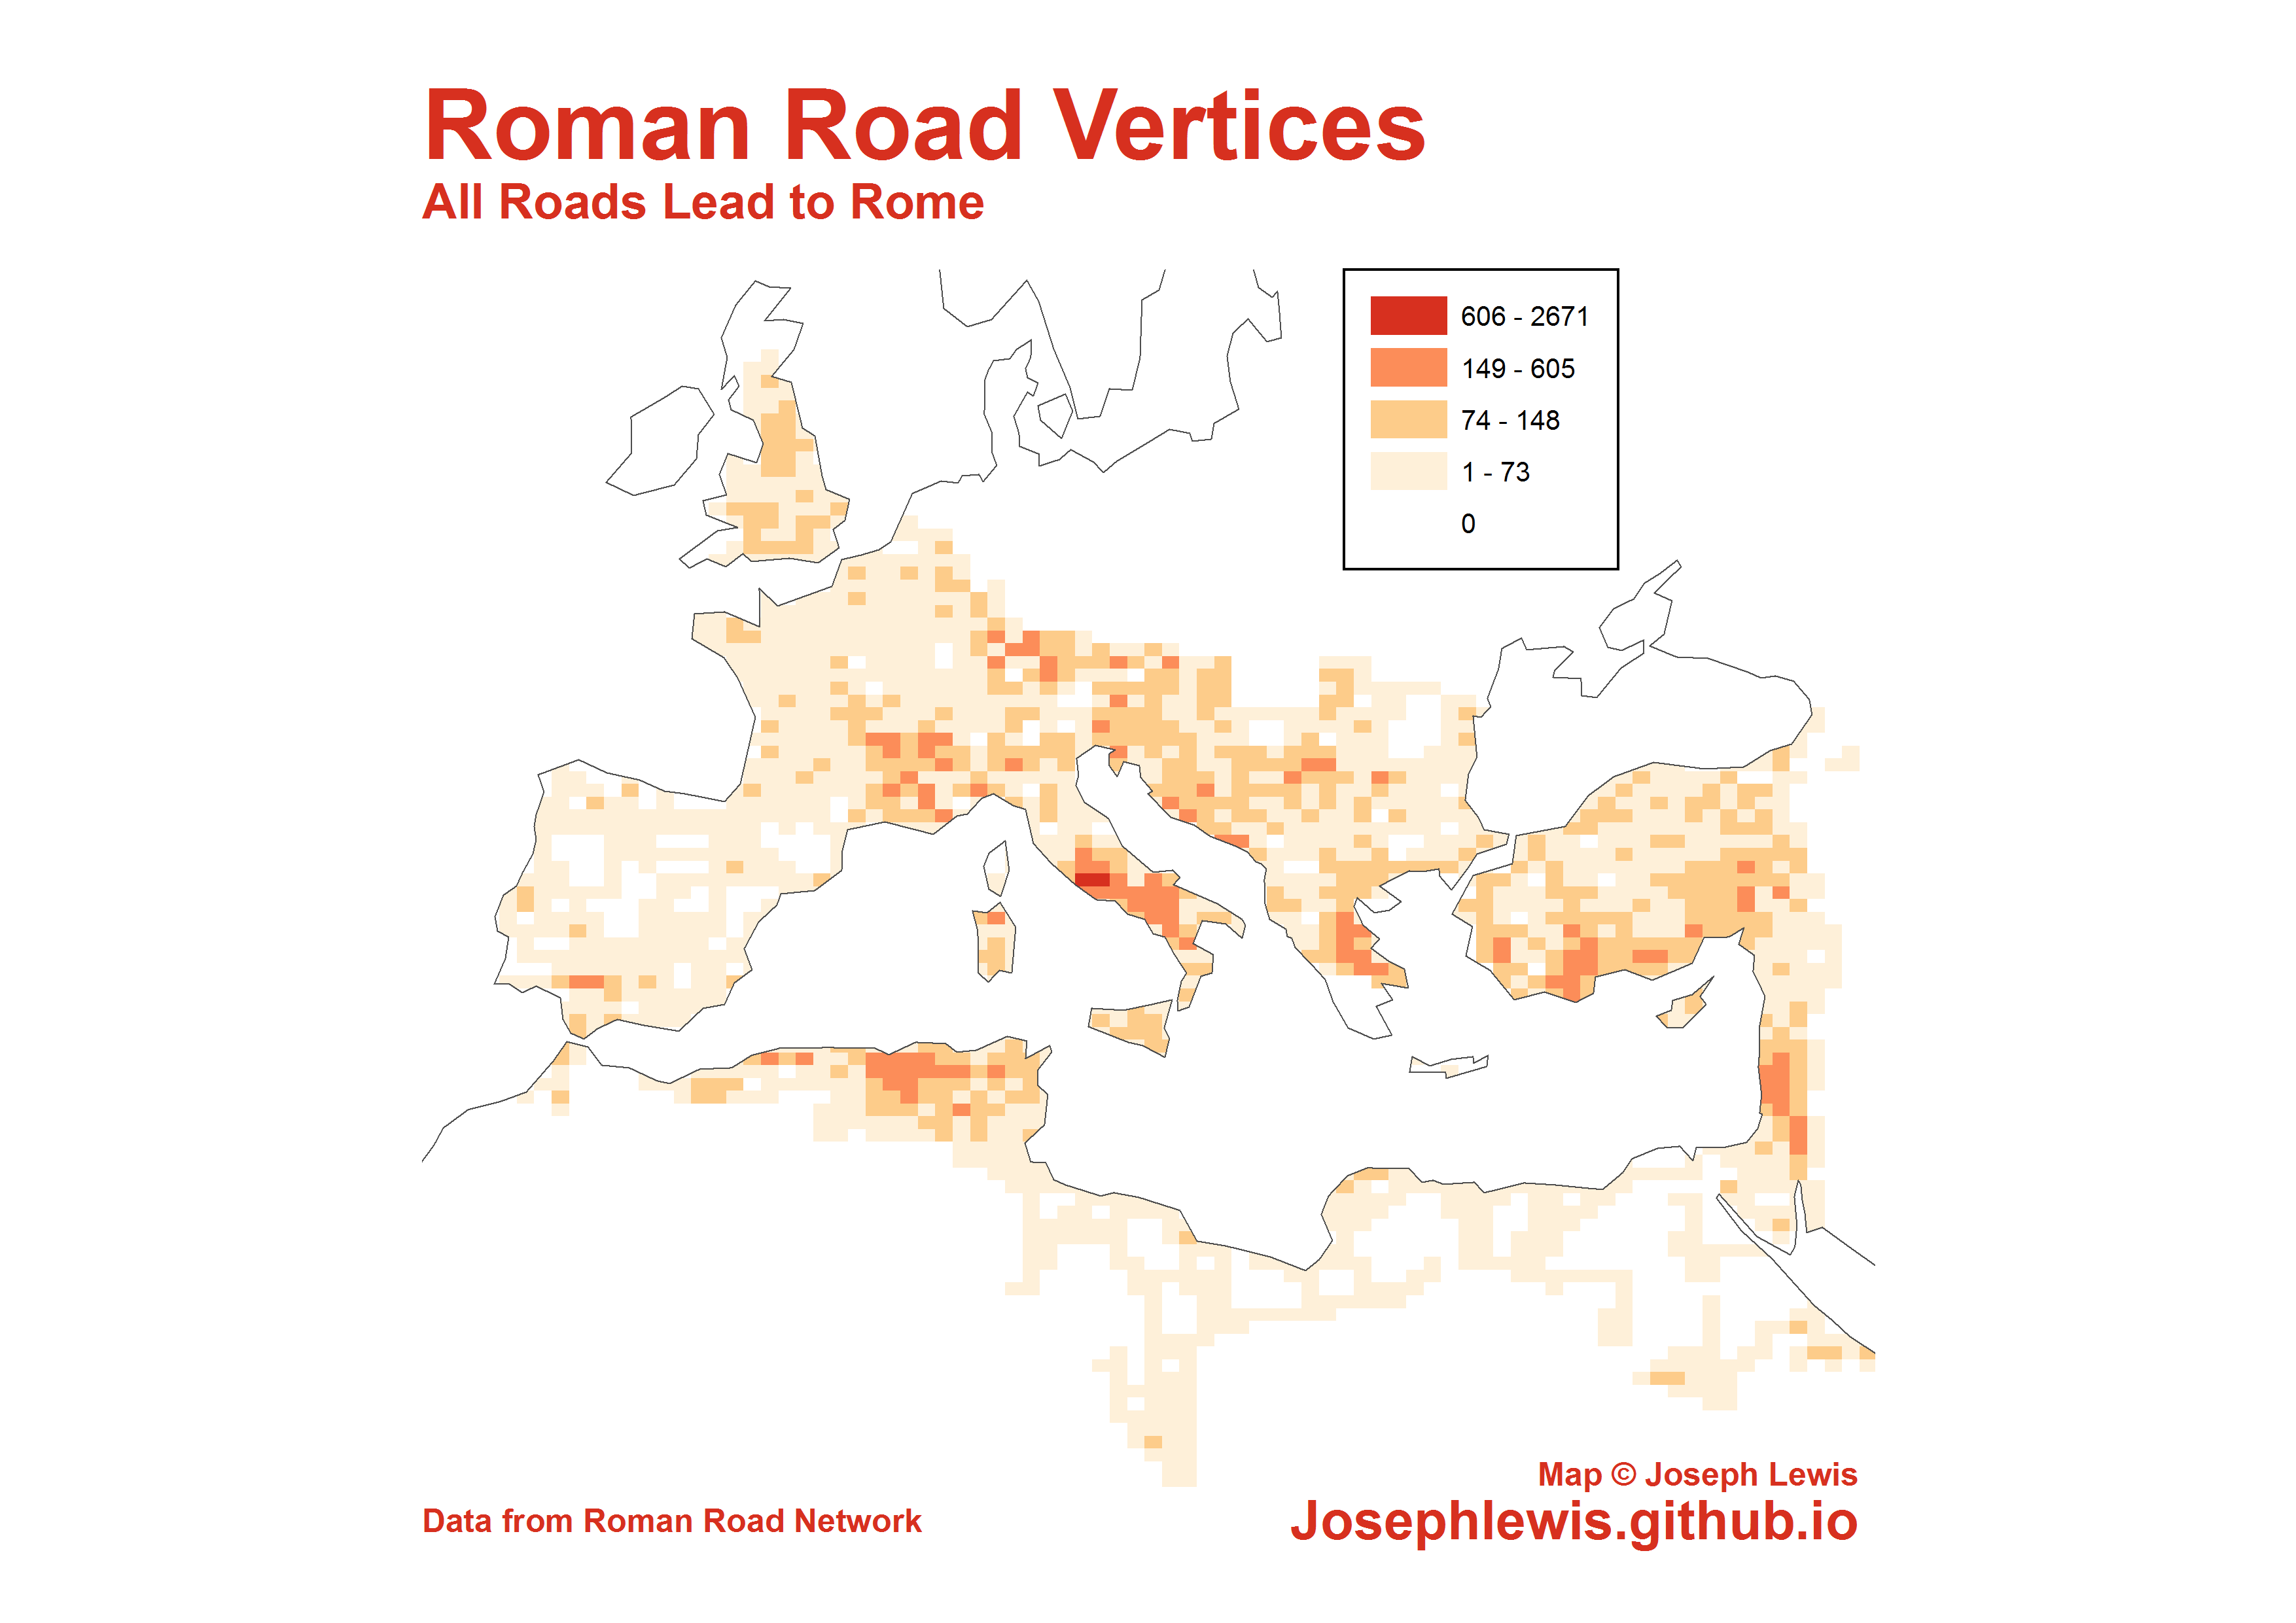 Roman Road Vertices
All Roads Lead to Rome
606 - 2671
149 - 605
74 - 148
1 - 73
0
Map © Joseph Lewis
Data from Roman Road Network
Josephlewis.github.io